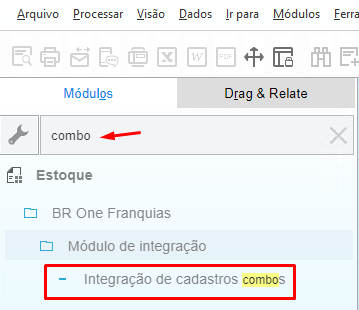 Arquivo Processar Visão Dados Ir para Módulos Ferra
Módulos Drag & Relate
combo
Estoque
BR One Franquias
Módulo de integração
Integração de cadastros combos